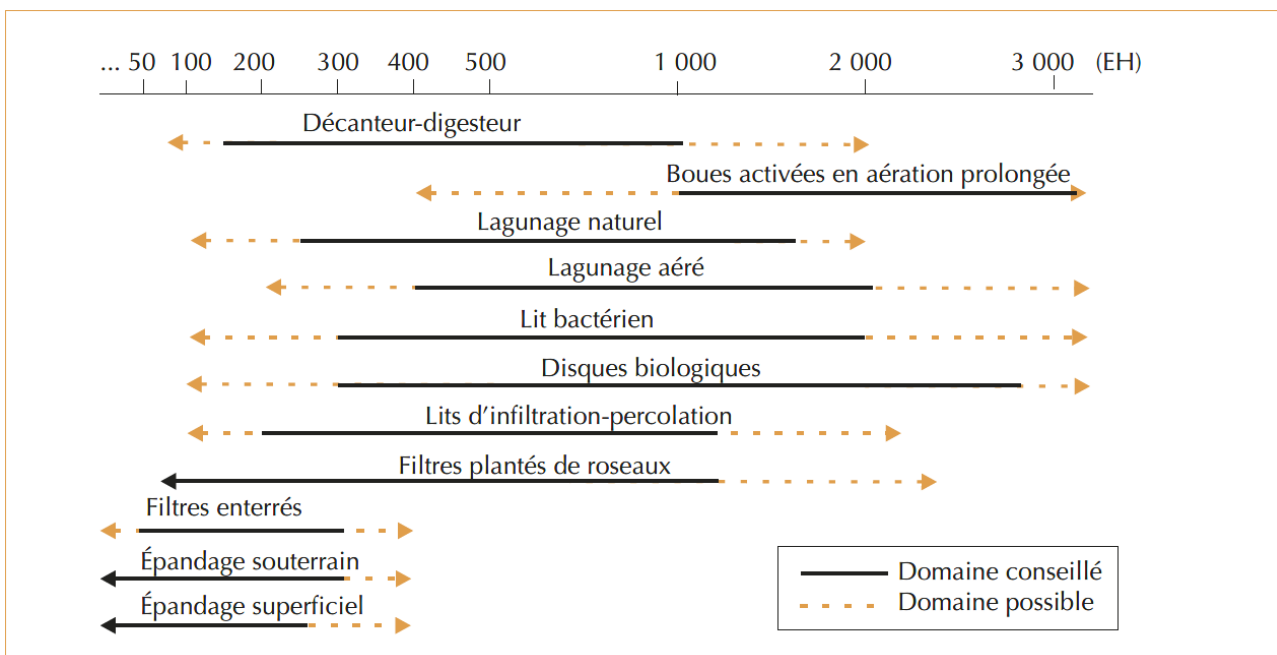 ... 50 100 200 300 400 500 1 000 2 000 3 000 (EH)
Décanteur-digesteur
Boues activées en aération prolongée
Lagunage naturel
Lagunage aéré
Lit bactérien
Disques biologiques
Lits d’infiltration-percolation
Filtres plantés de roseaux
Filtres enterrés
Épandage souterrain
Épandage superficiel
Domaine conseillé
Domaine possible